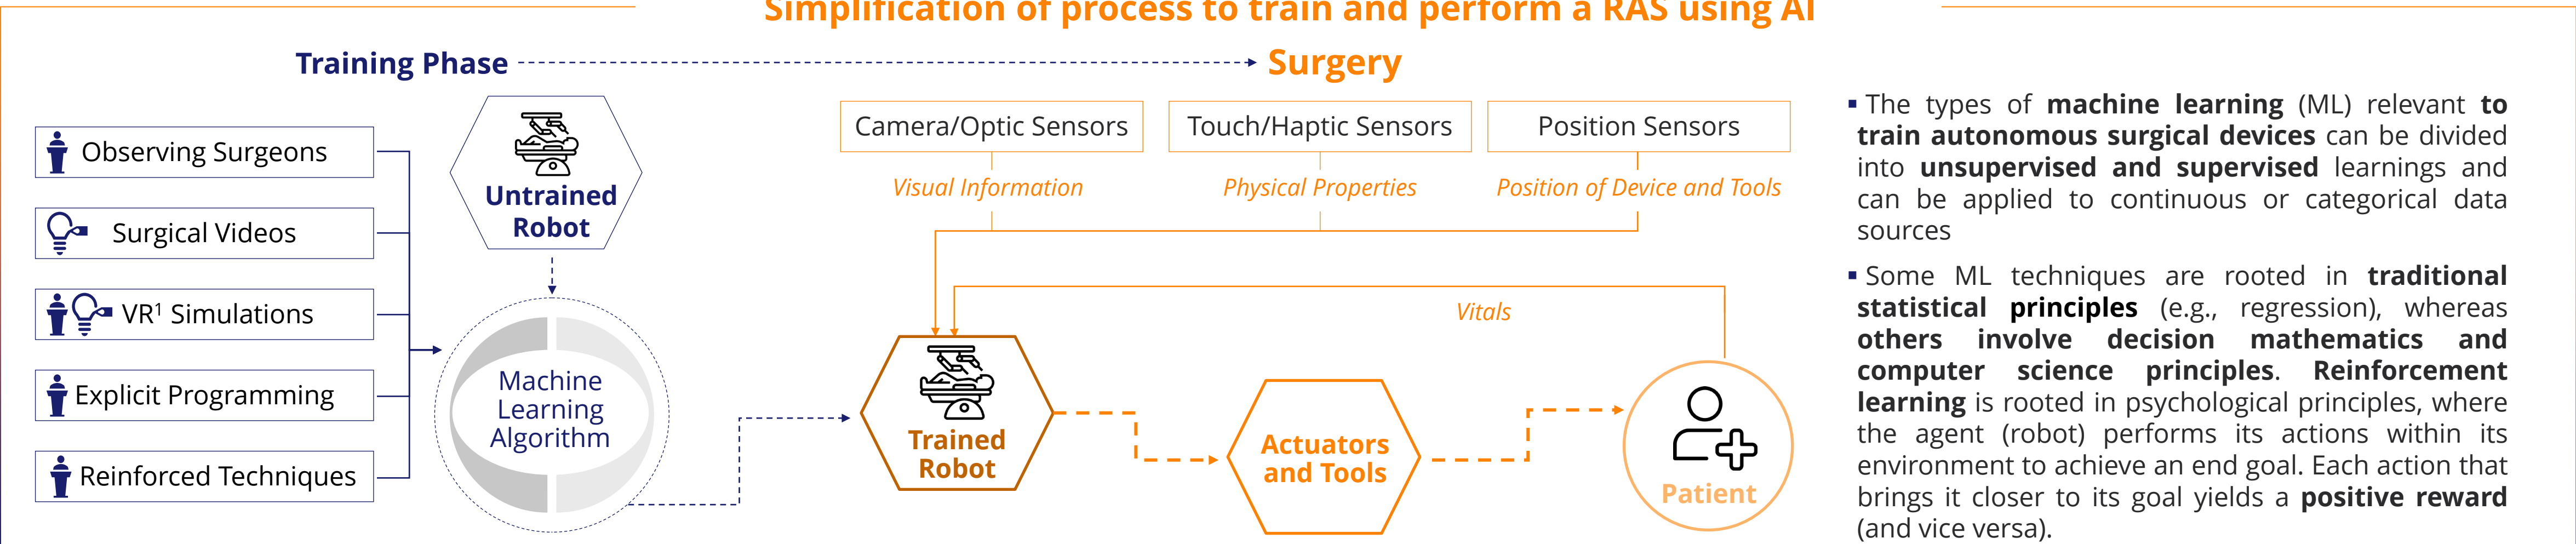 Simplification of process to train and perform a RAS using AI
Training Phase
Surgery
Observing Surgeons
Surgical Videos
VR¹ Simulations
Explicit Programming
Reinforced Techniques
Untrained
Robot
Machine
Learning
Algorithm
Camera/Optic Sensors
Touch/Haptic Sensors
Position Sensors
Visual Information
Physical Properties
Position of Device and Tools
Vitals
Trained
Robot
Actuators
and Tools
Patient
▪ The types of machine learning (ML) relevant to
train autonomous surgical devices can be divided
into unsupervised and supervised learnings and
can be applied to continuous or categorical data
sources
▪ Some ML techniques are rooted in traditional
statistical principles (e.g., regression), whereas
others involve decision mathematics and
computer science principles. Reinforcement
learning is rooted in psychological principles, where
the agent (robot) performs its actions within its
environment to achieve an end goal. Each action that
brings it closer to its goal yields a positive reward
(and vice versa).